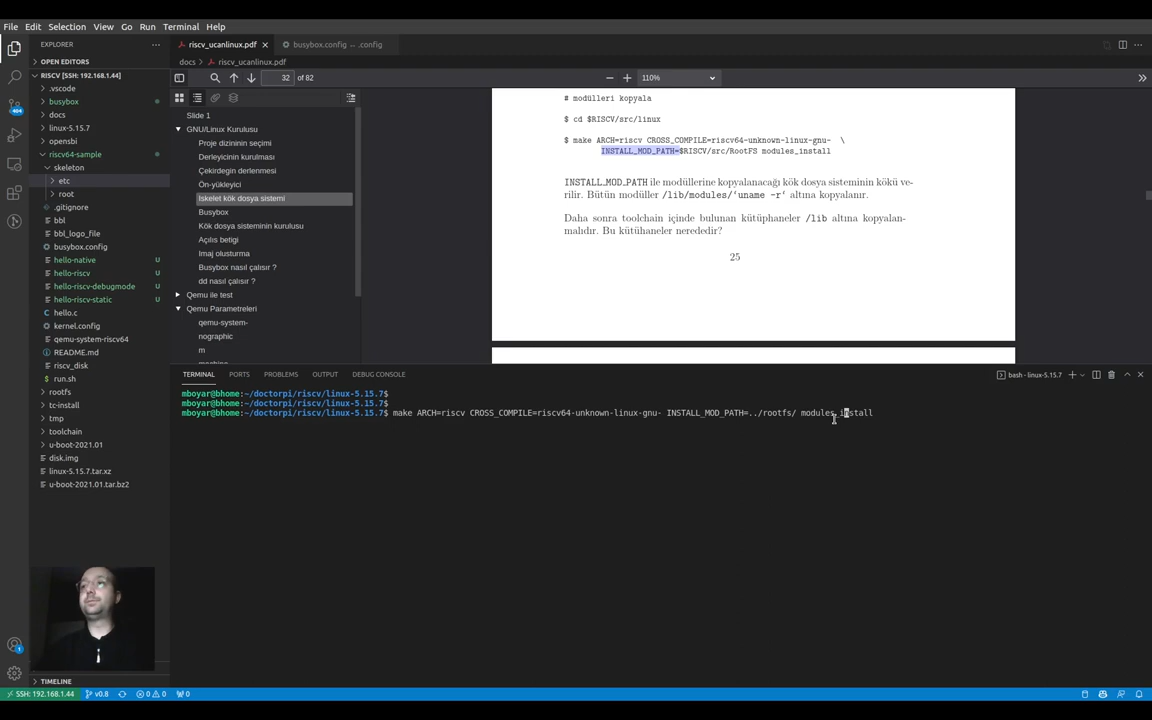 File Edit Selection View Go Run Terminal Help
EXPLORER
riscv_ucanlinux.pdf
busybox.config ↔ .config
OPEN EDITORS
docs > riscv_ucanlinux.pdf
RISCV [SSH: 192.168.1.44]
32 of 82
110%
.vscode
busybox
docs
linux-5.15.7
opensbi
riscv64-sample
skeleton
etc
root
.gitignore
bbl
bbl_logo_file
busybox.config
hello-native U
hello-riscv U
hello-riscv-debugmode U
hello-riscv-static U
hello.c
kernel.config
qemu-system-riscv64
README.md
riscv_disk
run.sh
rootfs
tc-install
tmp
toolchain
u-boot-2021.01
disk.img
linux-5.15.7.tar.xz
u-boot-2021.01.tar.bz2
TIMELINE
Slide 1
GNU/Linux Kurulusu
Proje dizininin seçimi
Derleyicinin kurulması
Çekirdegin derlenmesi
Ön-yükleyici
Iskelet kök dosya sistemi
Busybox
Kök dosya sisteminin kurulusu
Açılıs betigi
Imaj olusturma
Busybox nasıl çalısır ?
dd nasıl çalısır ?
Qemu ile test
Qemu Parametreleri
qemu-system-
nographic
m
# modülleri kopyala
$ cd $RISCV/src/linux
$ make ARCH=riscv CROSS_COMPILE=riscv64-unknown-linux-gnu- \
INSTALL_MOD_PATH=$RISCV/src/RootFS modules_install
INSTALL_MOD_PATH ile modüllerine kopyalanacağı kök dosya sisteminin kökü ve-
rilir. Bütün modüller /lib/modules/‘uname -r‘ altına kopyalanır.
Daha sonra toolchain içinde bulunan kütüphaneler /lib altına kopyalan-
malıdır. Bu kütühaneler nerededir?
25
TERMINAL PORTS PROBLEMS OUTPUT DEBUG CONSOLE
bash - linux-5.15.7
mboyar@bhome:~/doctorpi/riscv/linux-5.15.7$
mboyar@bhome:~/doctorpi/riscv/linux-5.15.7$
mboyar@bhome:~/doctorpi/riscv/linux-5.15.7$ make ARCH=riscv CROSS_COMPILE=riscv64-unknown-linux-gnu- INSTALL_MOD_PATH=../rootfs/ modules_install
SSH: 192.168.1.44 v0.8 0 0 0